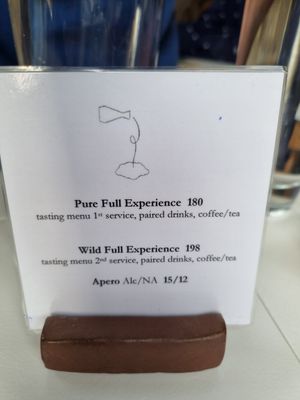 Pure Full Experience 180
tasting menu 1st service, paired drinks, coffee/tea
Wild Full Experience 198
tasting menu 2nd service, paired drinks, coffee/tea
Apero Alc/NA 15/12